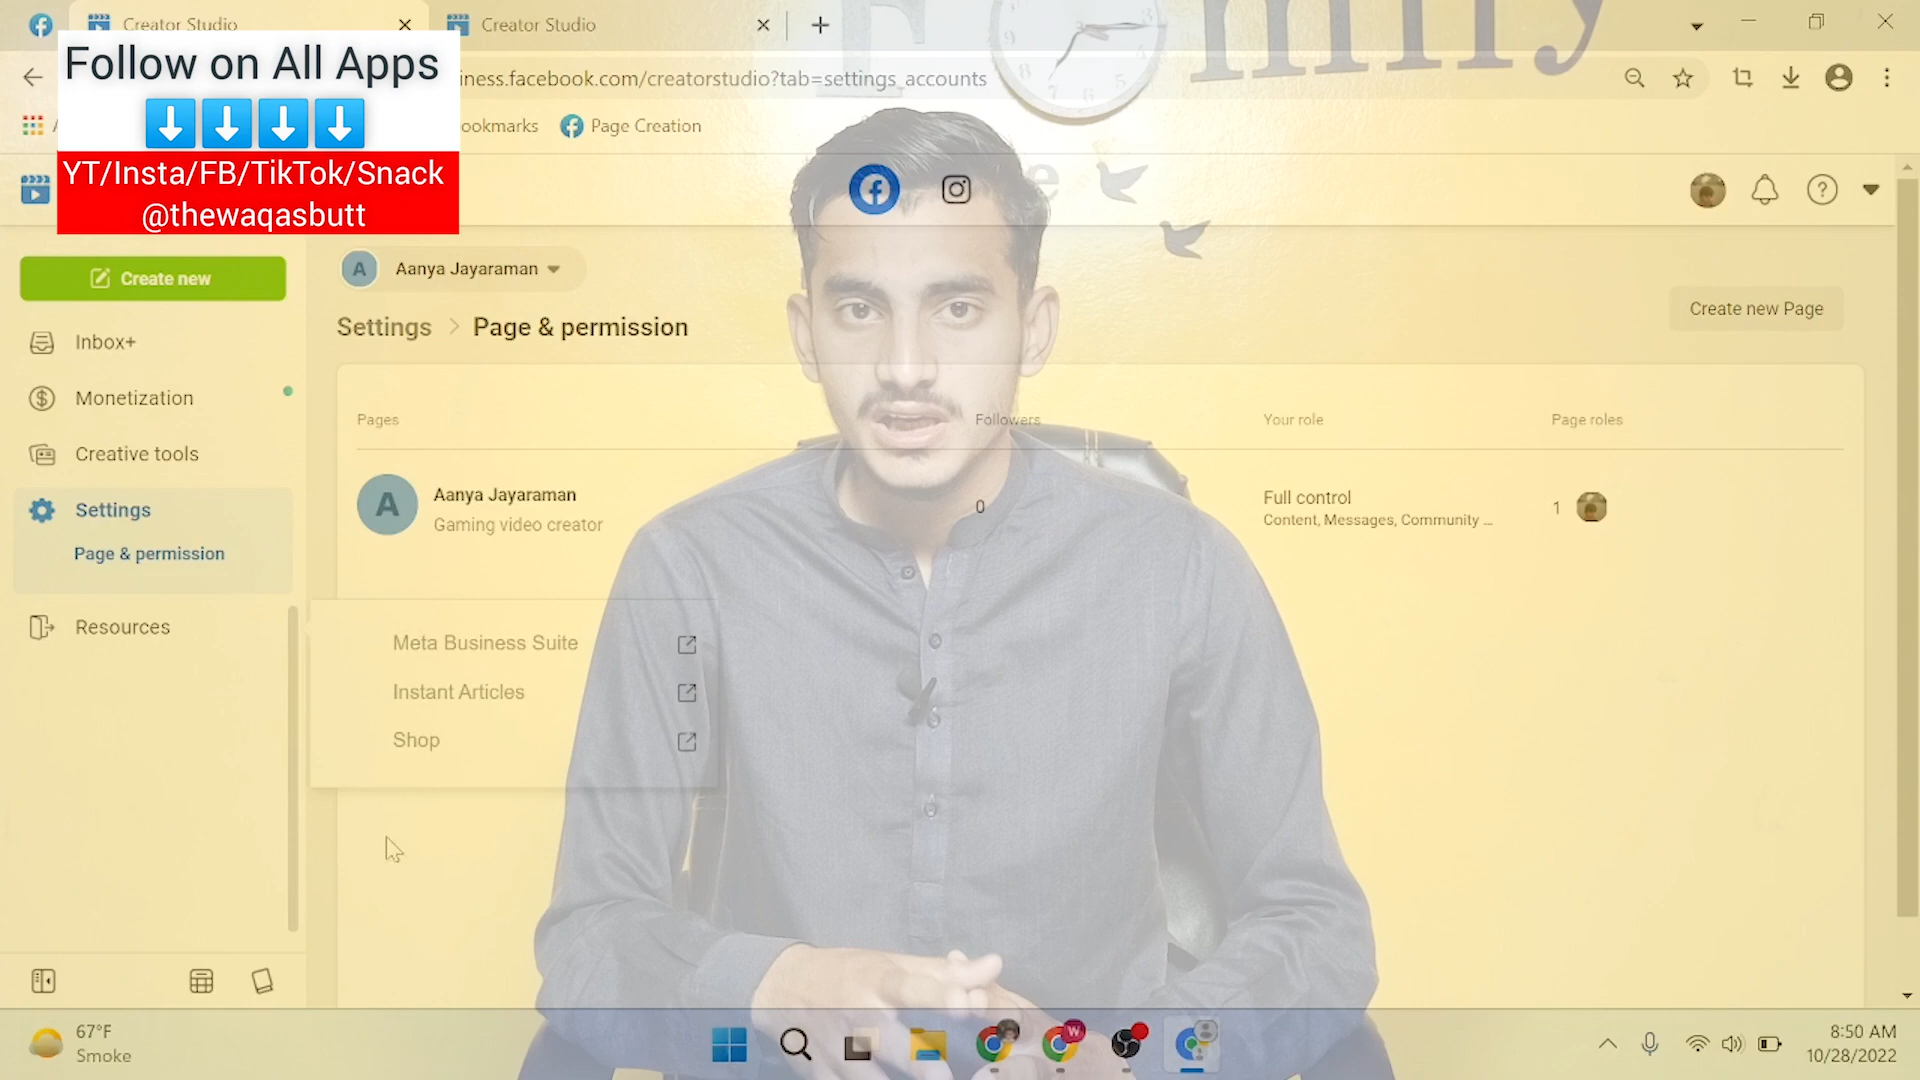 Creator Studio
Creator Studio
Follow on All Apps
YT/Insta/FB/TikTok/Snack
@thewaqasbutt
iness.facebook.com/creatorstudio?tab=settings_accounts
ookmarks
Page Creation
Create new
Inbox+
Monetization
Creative tools
Settings
Page & permission
Resources
A
Aanya Jayaraman
Settings > Page & permission
Create new Page
Pages
Followers
Your role
Page roles
A
Aanya Jayaraman
Gaming video creator
0
Full control
Content, Messages, Community ...
1
Meta Business Suite
Instant Articles
Shop
67°F
Smoke
W
8:50 AM
10/28/2022